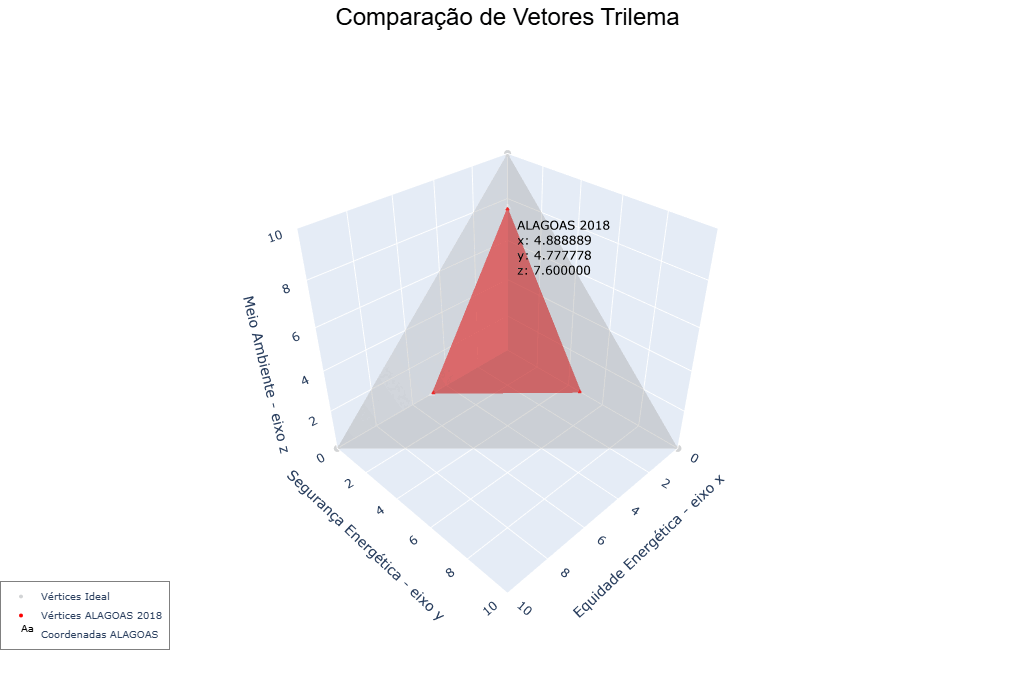 Comparação de Vetores Trilema
ALAGOAS 2018
x: 4.888889
y: 4.777778
z: 7.600000
10
8
6
4
2
Meio Ambiente - eixo z
0
2
4
6
8
10
Segurança Energética - eixo y
0
2
4
6
8
10
Equidade Energética - eixo x
Vértices Ideal
Vértices ALAGOAS 2018
Aa
Coordenadas ALAGOAS